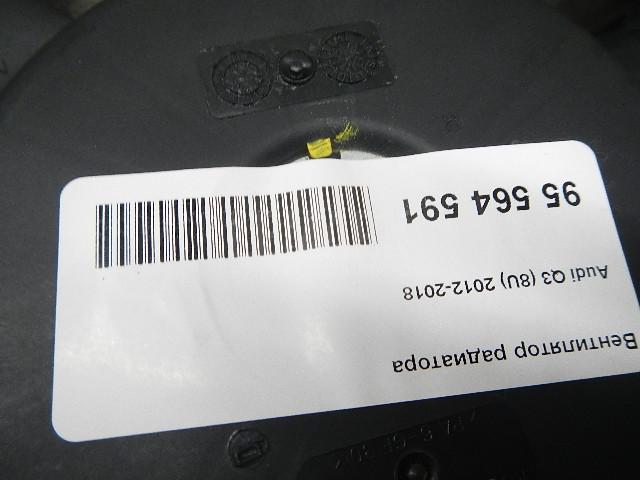 Вентилятор радиатора
Audi Q3 (8U) 2012-2018
95 564 591